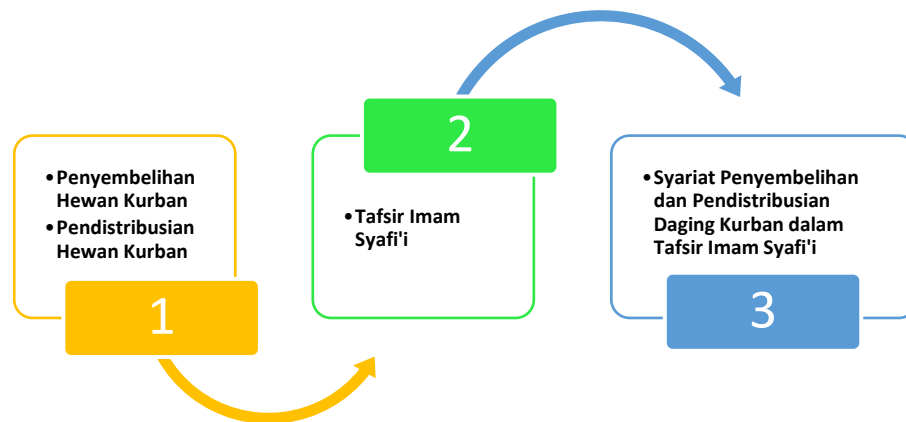 •Penyembelihan
Hewan Kurban
•Pendistribusian
Hewan Kurban
1
2
•Tafsir Imam
Syafi'i
•Syariat Penyembelihan
dan Pendistribusian
Daging Kurban dalam
Tafsir Imam Syafi'i
3